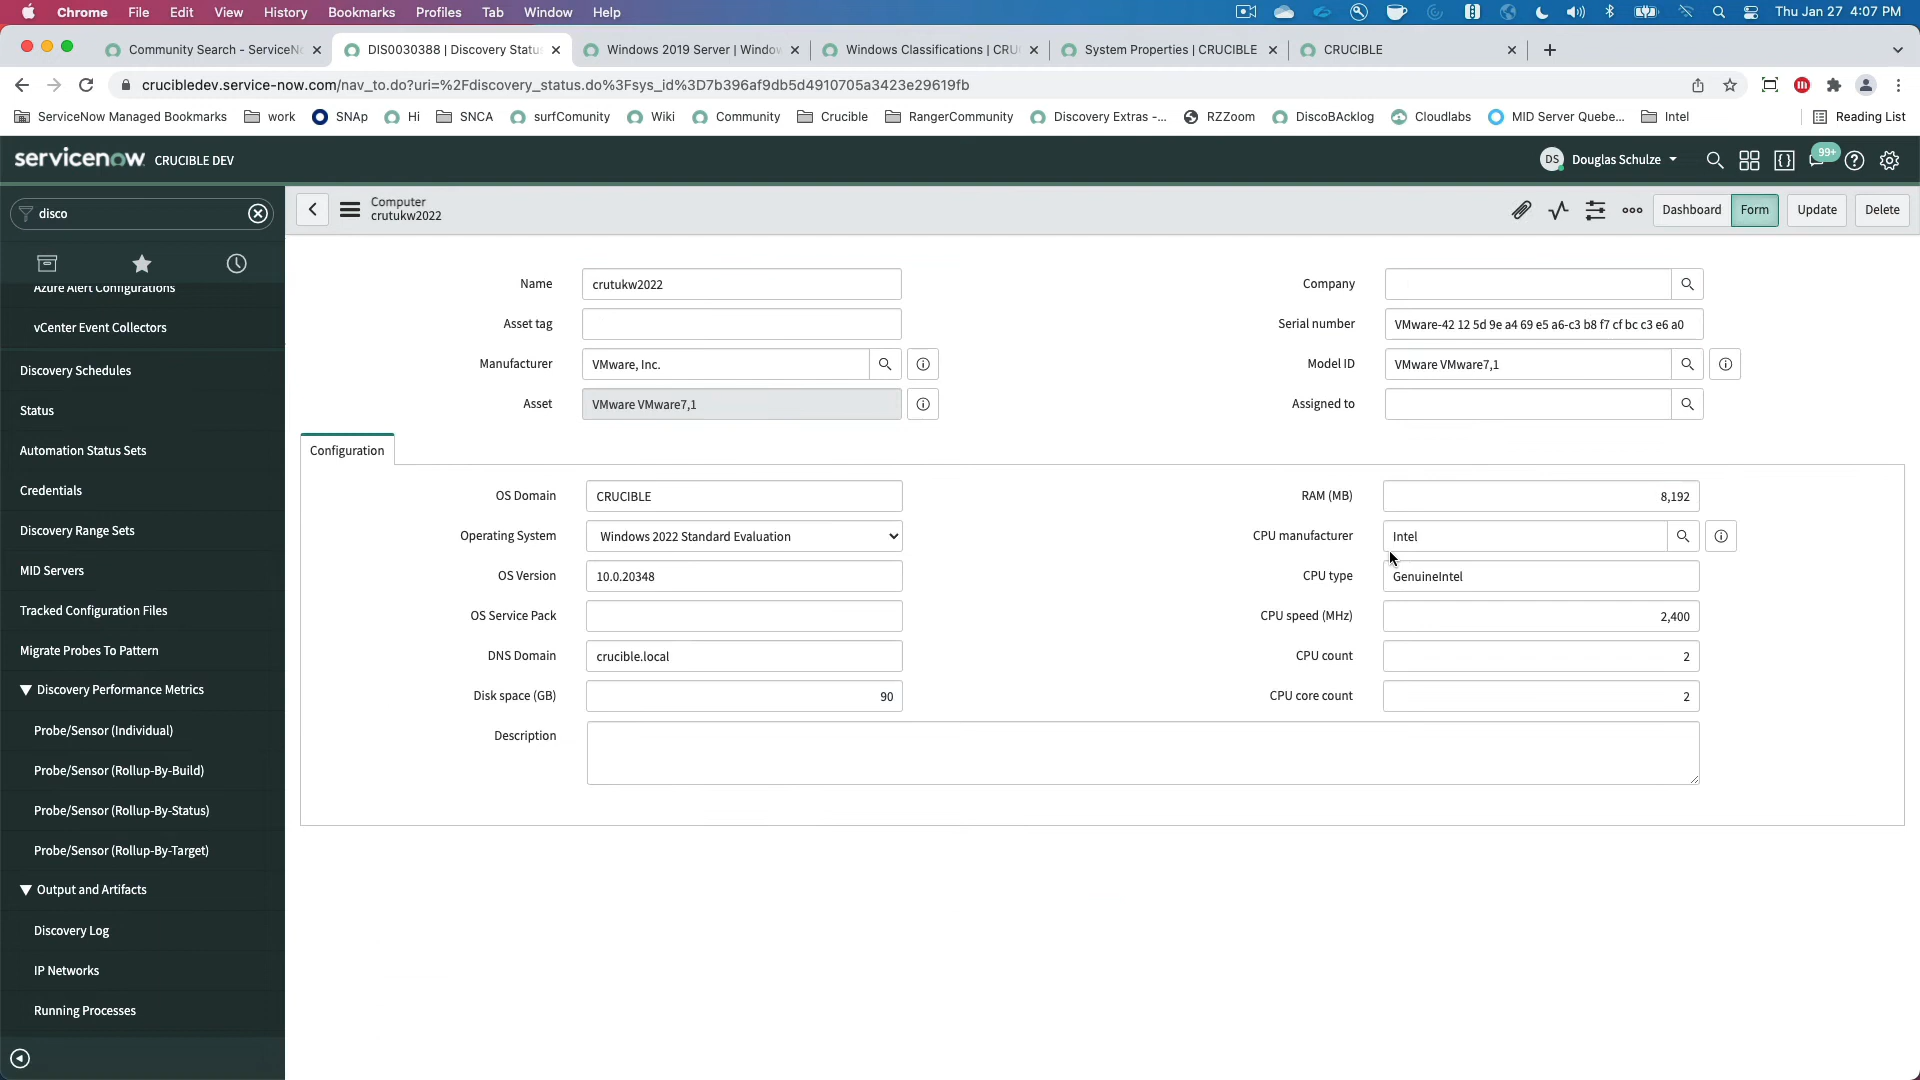 Chrome File Edit View History Bookmarks Profiles Tab Window Help Thu Jan 27 4:07 PM
Community Search - ServiceN DIS0030388 | Discovery Status Windows 2019 Server | Windo Windows Classifications | CRU System Properties | CRUCIBLE CRUCIBLE
crucibledev.service-now.com/nav_to.do?uri=%2Fdiscovery_status.do%3Fsys_id%3D7b396af9db5d4910705a3423e29619fb
ServiceNow Managed Bookmarks work SNAp Hi SNCA surfComunity Wiki Community Crucible RangerCommunity Discovery Extras -... RZZoom DiscoBAcklog Cloudlabs MID Server Quebe... Intel Reading List
servicenow CRUCIBLE DEV DS Douglas Schulze 99+
disco
Computer
crutukw2022
Dashboard Form Update Delete
Azure Alert Configurations
vCenter Event Collectors
Discovery Schedules
Status
Automation Status Sets
Credentials
Discovery Range Sets
MID Servers
Tracked Configuration Files
Migrate Probes To Pattern
Discovery Performance Metrics
Probe/Sensor (Individual)
Probe/Sensor (Rollup-By-Build)
Probe/Sensor (Rollup-By-Status)
Probe/Sensor (Rollup-By-Target)
Output and Artifacts
Discovery Log
IP Networks
Running Processes
Name crutukw2022 Company
Asset tag Serial number VMware-42 12 5d 9e a4 69 e5 a6-c3 b8 f7 cf bc c3 e6 a0
Manufacturer VMware, Inc. Model ID VMware VMware7,1
Asset VMware VMware7,1 Assigned to
Configuration
OS Domain CRUCIBLE RAM (MB) 8,192
Operating System Windows 2022 Standard Evaluation CPU manufacturer Intel
OS Version 10.0.20348 CPU type GenuineIntel
OS Service Pack CPU speed (MHz) 2,400
DNS Domain crucible.local CPU count 2
Disk space (GB) 90 CPU core count 2
Description